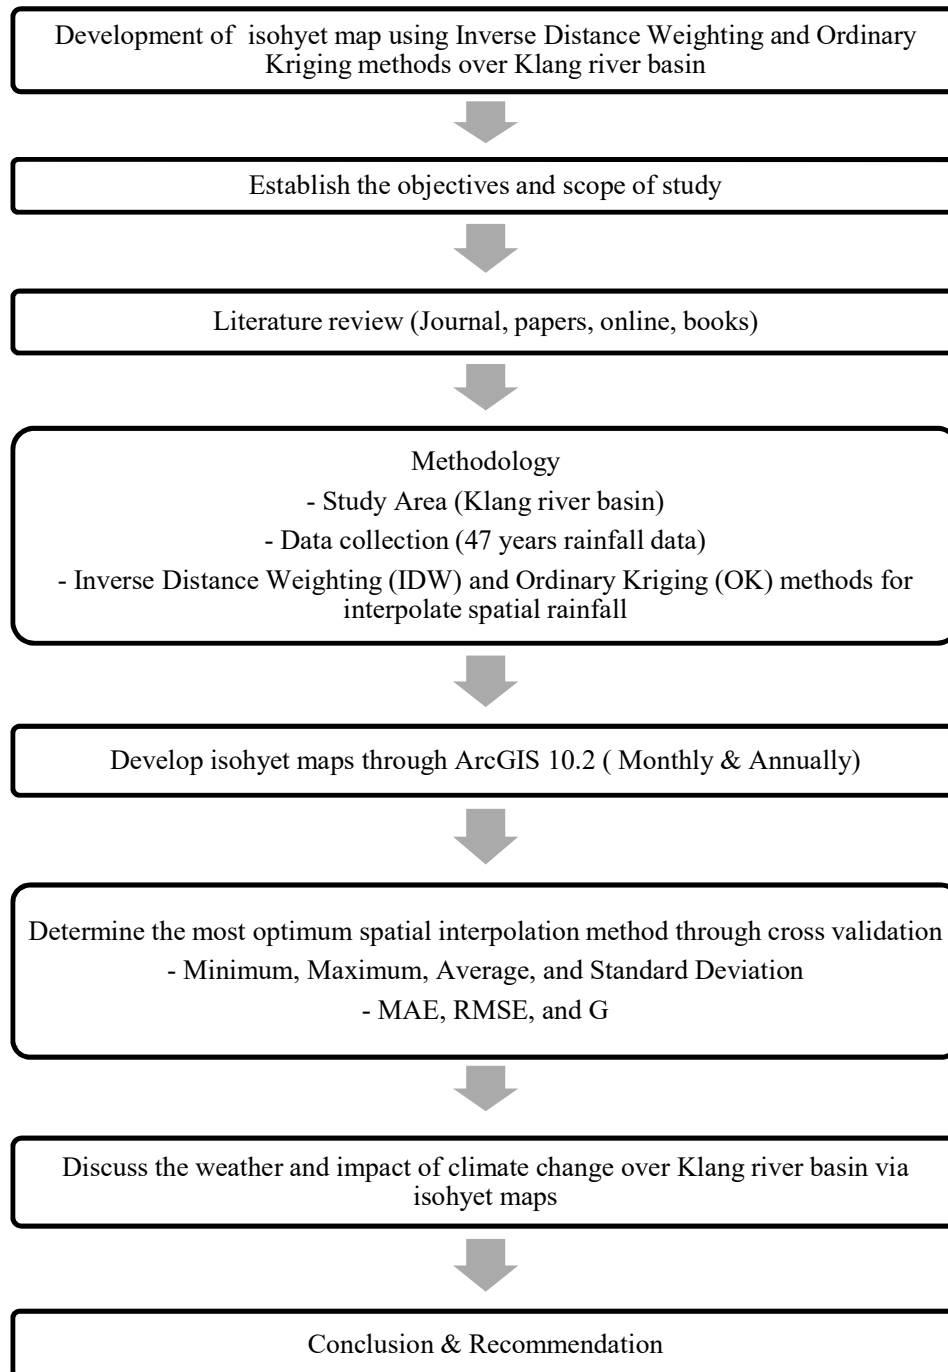 Development of isohyet map using Inverse Distance Weighting and Ordinary
Kriging methods over Klang river basin
Establish the objectives and scope of study
Literature review (Journal, papers, online, books)
Methodology
- Study Area (Klang river basin)
- Data collection (47 years rainfall data)
- Inverse Distance Weighting (IDW) and Ordinary Kriging (OK) methods for
interpolate spatial rainfall
Develop isohyet maps through ArcGIS 10.2 ( Monthly & Annually)
Determine the most optimum spatial interpolation method through cross validation
- Minimum, Maximum, Average, and Standard Deviation
- MAE, RMSE, and G
Discuss the weather and impact of climate change over Klang river basin via
isohyet maps
Conclusion & Recommendation